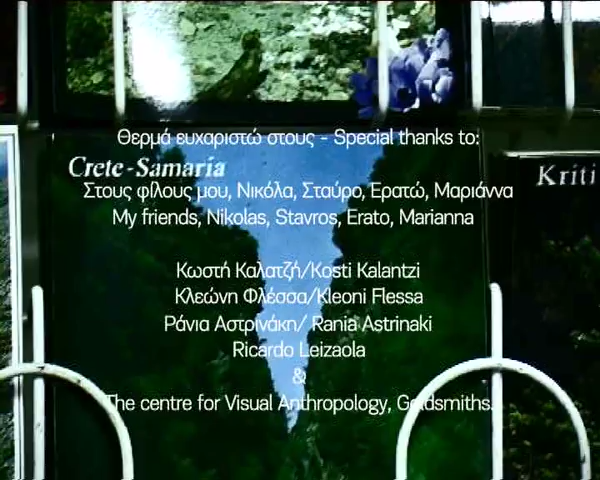 Θερμά ευχαριστώ στους - Special thanks to:
Crete-Samaria
Kriti
Στους φίλους μου, Νικόλα, Σταύρο, Ερατώ, Μαριάννα
My friends, Nikolas, Stavros, Erato, Marianna
Κωστή Καλατζή/Kosti Kalantzi
Κλεώνη Φλέσσα/Kleoni Flessa
Ράνια Αστρινάκη/ Rania Astrinaki
Ricardo Leizaola
&
The centre for Visual Anthropology, Goldsmiths.